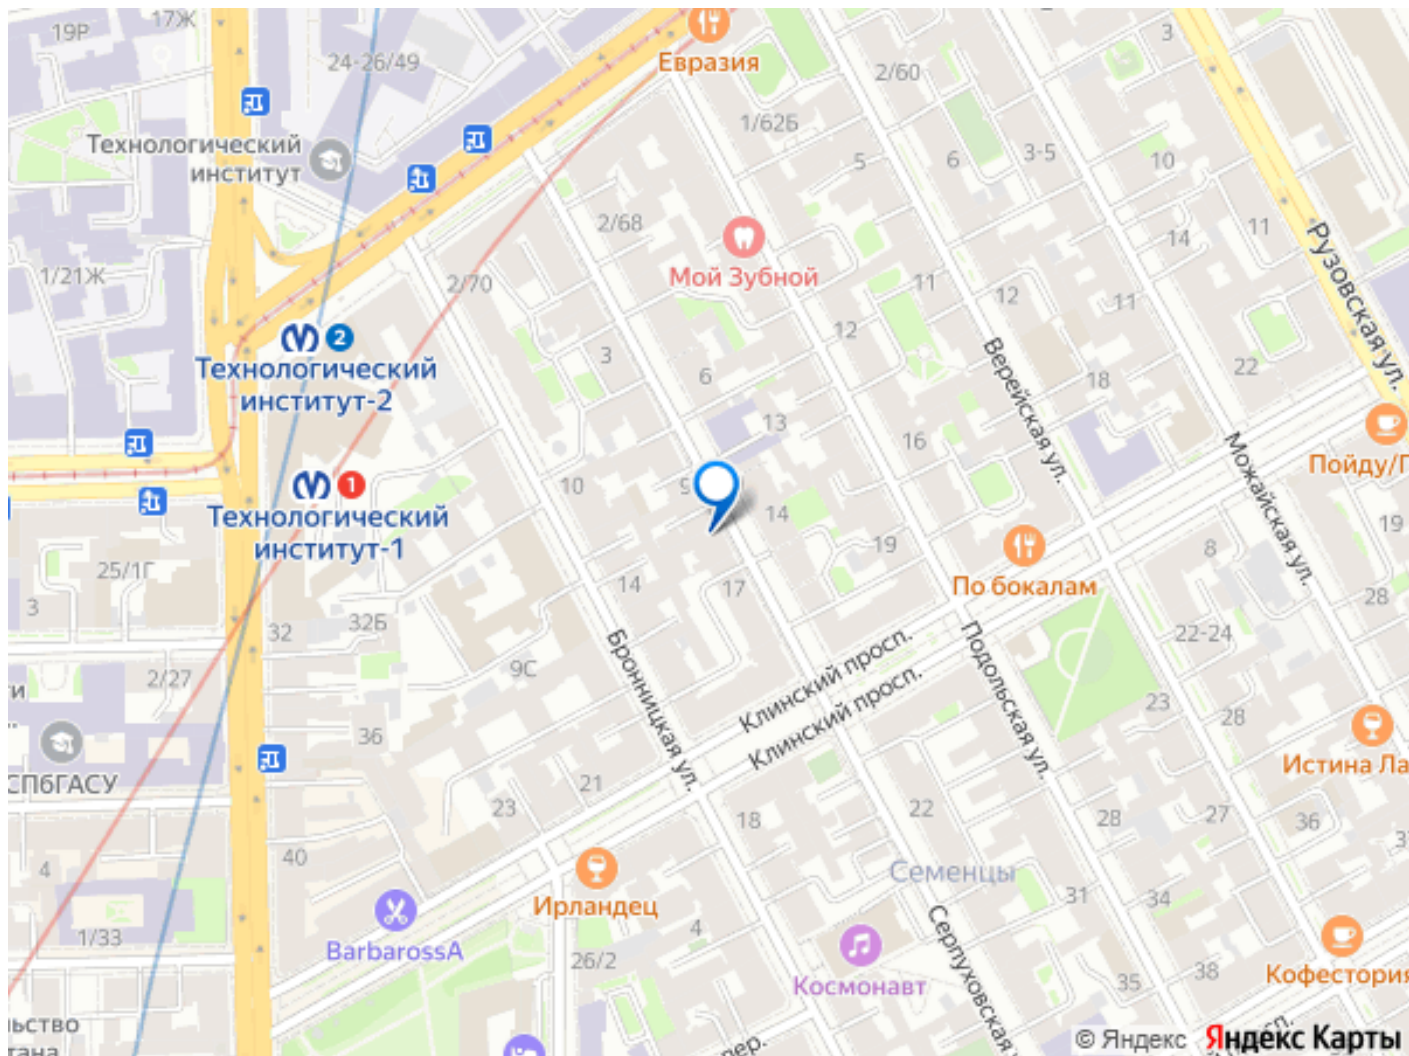 19Р
17Ж
24-26/49
Евразия
2/60
3
1/62Б
Технологический
институт
5
6
3-5
10
2/68
11
14
1/21Ж
2/70
Мой Зубной
11
12
11
Рузовская ул.
12
2
Технологический
институт-2
3
6
Верейская ул.
18
22
13
16
Можайская ул.
Пойду/Г
1
10
9
14
Технологический
институт-1
19
19
25/1Г
14
17
По бокалам
8
28
3
32Б
32
22-24
Бронницкая ул.
9С
Клинский просп.
Клинский просп.
Подольская ул.
ти
2/27
23
28
36
Истина Ла
СПбГАСУ
21
23
18
22
28
27
36
3
4
40
Семенцы
Ирландец
31
34
BarbarossA
1/33
4
26/2
Космонавт
Серпуховская у
35
38
Кофестория
ьство
тана
пер.
сп.
© Яндекс Яндекс Карты